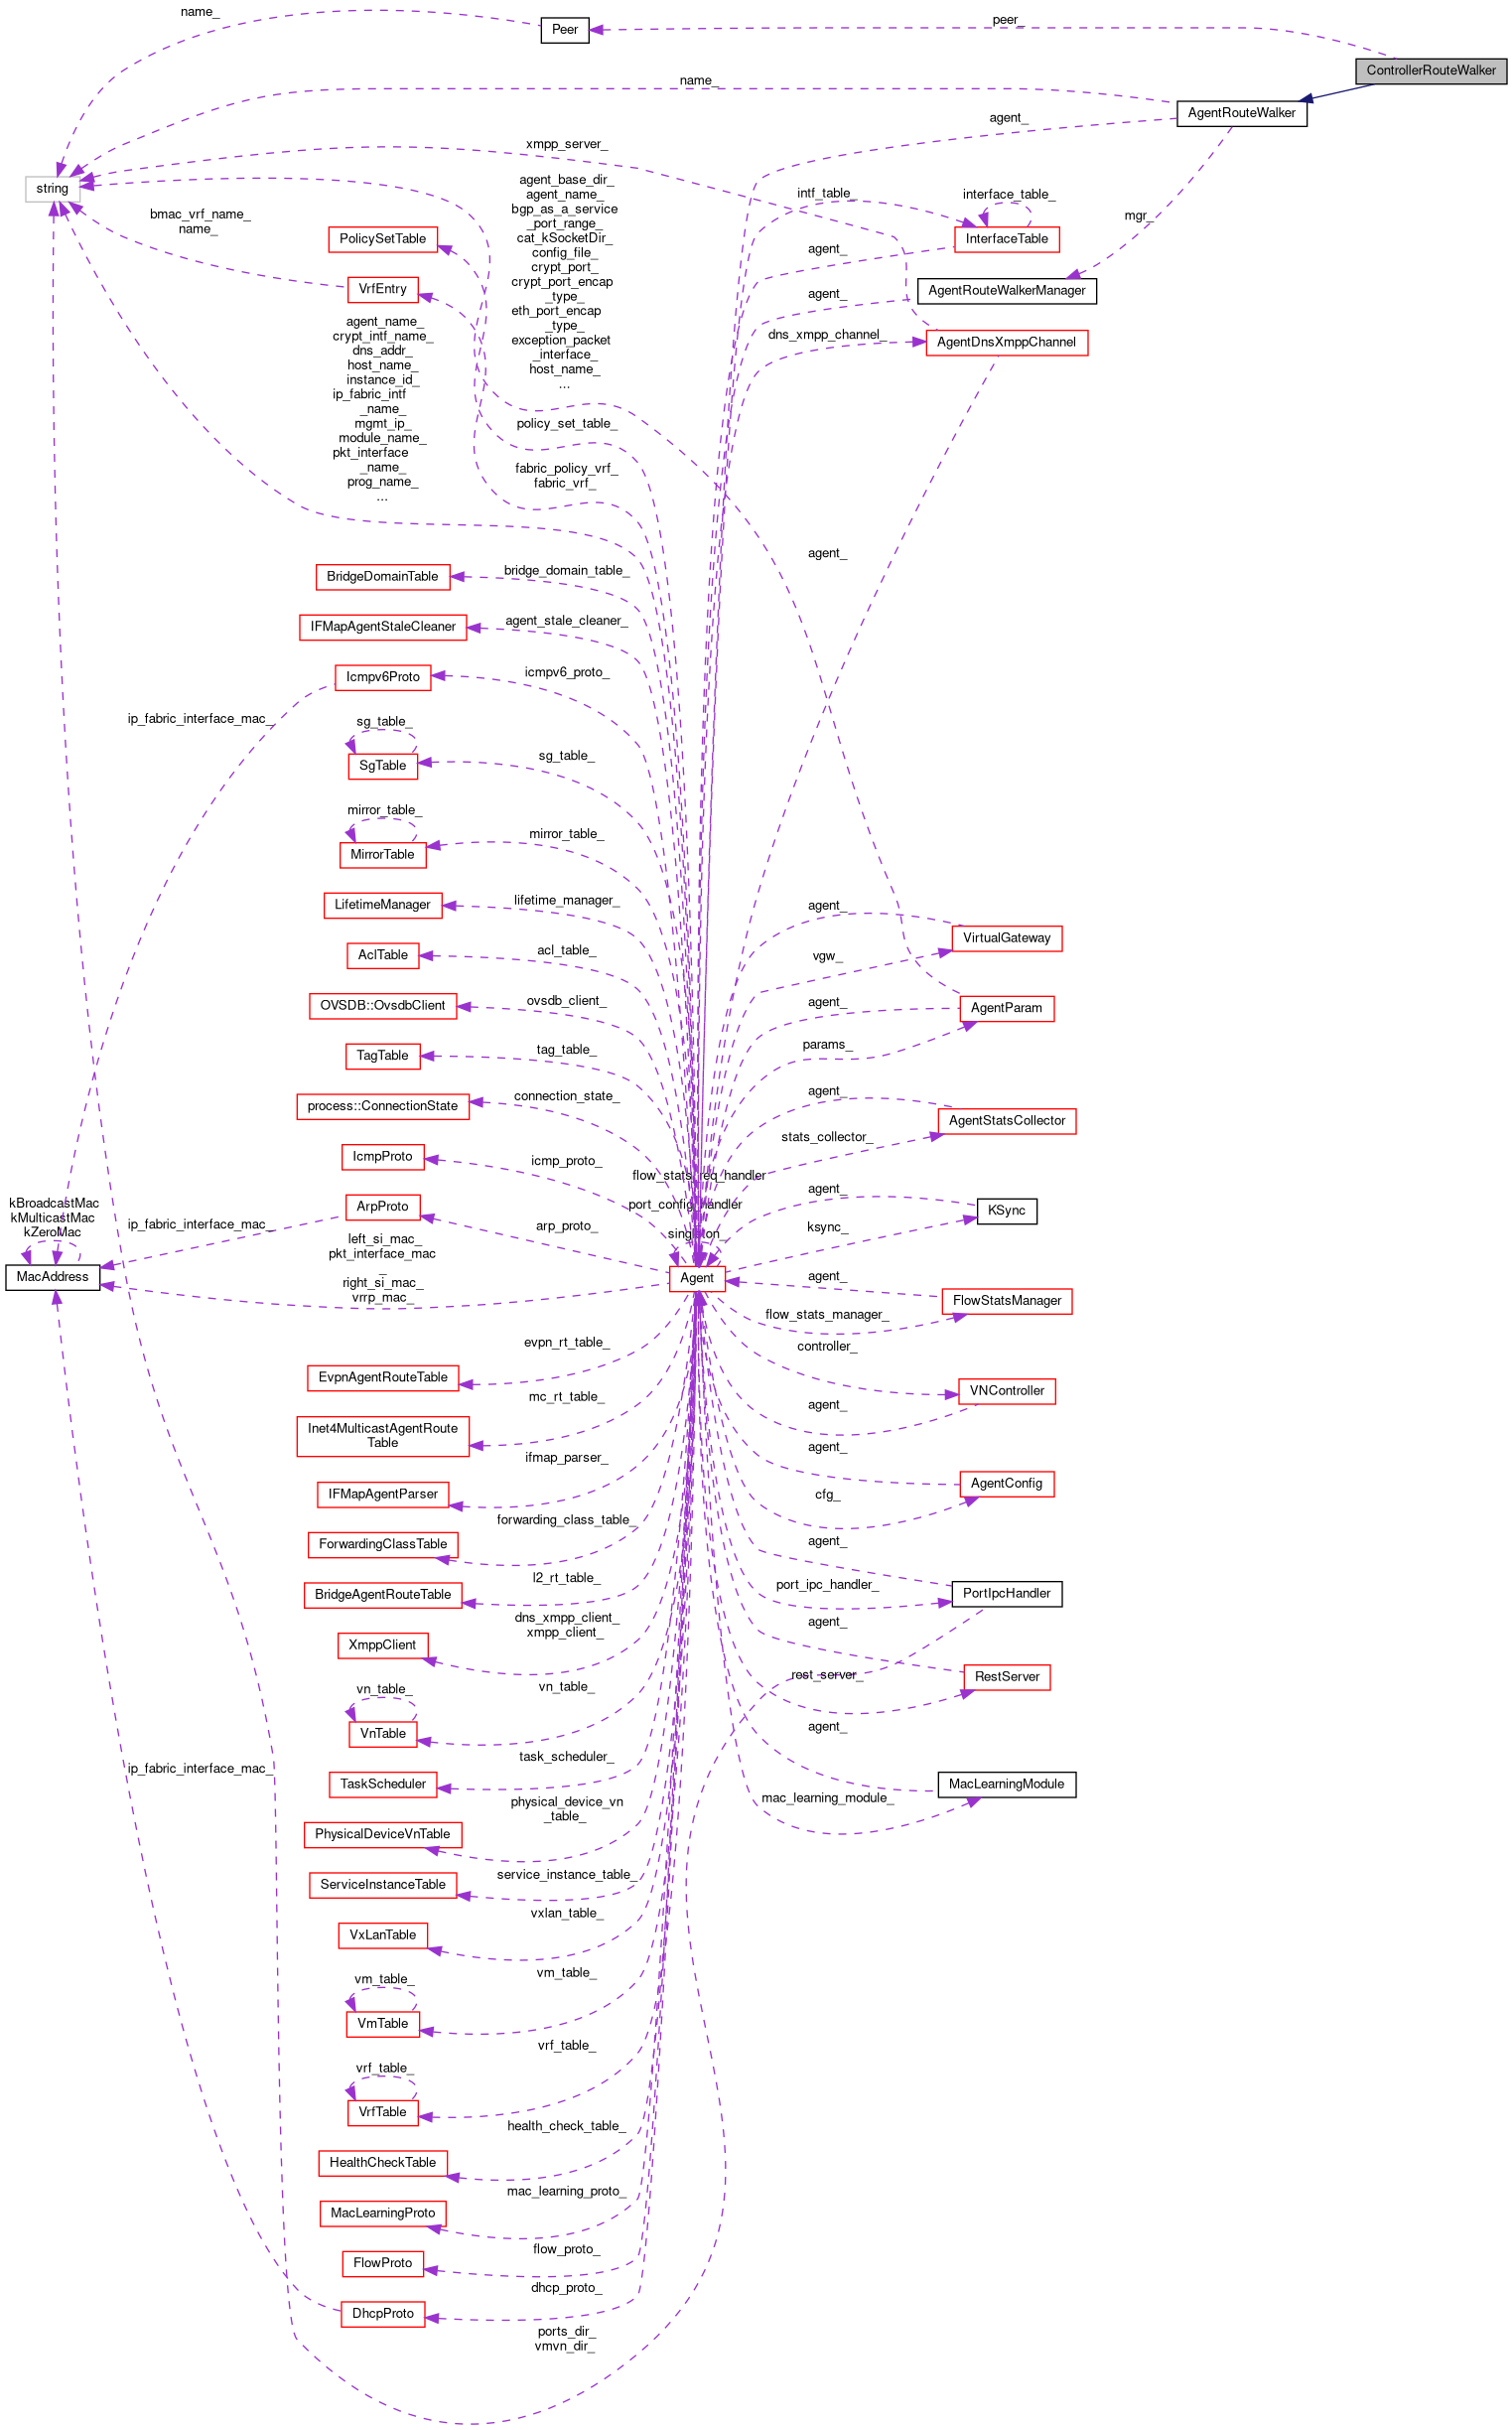 name_
Peer
peer_
ControllerRouteWalker
name_
AgentRouteWalker
agent_
xmpp_server_
string
agent_base_dir_
agent_name_
bgp_as_a_service
_port_range_
cat_kSocketDir_
config_file_
crypt_port_
crypt_port_encap
_type_
eth_port_encap
_type_
exception_packet
_interface_
host_name_
...
intf_table_
interface_table_
mgr_
bmac_vrf_name_
name_
PolicySetTable
InterfaceTable
agent_
VrfEntry
AgentRouteWalkerManager
agent_
agent_name_
crypt_intf_name_
dns_addr_
host_name_
instance_id_
ip_fabric_intf
_name_
mgmt_ip_
module_name_
pkt_interface
_name_
prog_name_
...
dns_xmpp_channel_
AgentDnsXmppChannel
policy_set_table_
fabric_policy_vrf_
fabric_vrf_
agent_
BridgeDomainTable
bridge_domain_table_
IFMapAgentStaleCleaner
agent_stale_cleaner_
Icmpv6Proto
icmpv6_proto_
ip_fabric_interface_mac_
sg_table_
SgTable
sg_table_
mirror_table_
MirrorTable
mirror_table_
LifetimeManager
lifetime_manager_
agent_
VirtualGateway
AclTable
acl_table_
vgw_
OVSDB::OvsdbClient
ovsdb_client_
agent_
AgentParam
TagTable
tag_table_
params_
process::ConnectionState
connection_state_
agent_
AgentStatsCollector
stats_collector_
IcmpProto
icmp_proto_
flow_stats_req_handler
port_config_handler
singleton_
agent_
KSync
ksync_
kBroadcastMac
kMulticastMac
kZeroMac
ArpProto
ip_fabric_interface_mac_
arp_proto_
left_si_mac_
pkt_interface_mac
_
right_si_mac_
vrrp_mac_
MacAddress
Agent
agent_
FlowStatsManager
flow_stats_manager_
controller_
evpn_rt_table_
EvpnAgentRouteTable
VNController
agent_
mc_rt_table_
Inet4MulticastAgentRoute
Table
agent_
ifmap_parser_
IFMapAgentParser
AgentConfig
cfg_
forwarding_class_table_
ForwardingClassTable
agent_
l2_rt_table_
BridgeAgentRouteTable
port_ipc_handler_
PortIpcHandler
dns_xmpp_client_
xmpp_client_
XmppClient
agent_
rest_server_
RestServer
vn_table_
VnTable
vn_table_
agent_
task_scheduler_
TaskScheduler
MacLearningModule
mac_learning_module_
ip_fabric_interface_mac_
physical_device_vn
_table_
PhysicalDeviceVnTable
service_instance_table_
ServiceInstanceTable
vxlan_table_
VxLanTable
vm_table_
VmTable
vm_table_
vrf_table_
VrfTable
vrf_table_
health_check_table_
HealthCheckTable
mac_learning_proto_
MacLearningProto
flow_proto_
FlowProto
dhcp_proto_
DhcpProto
ports_dir_
vmvn_dir_